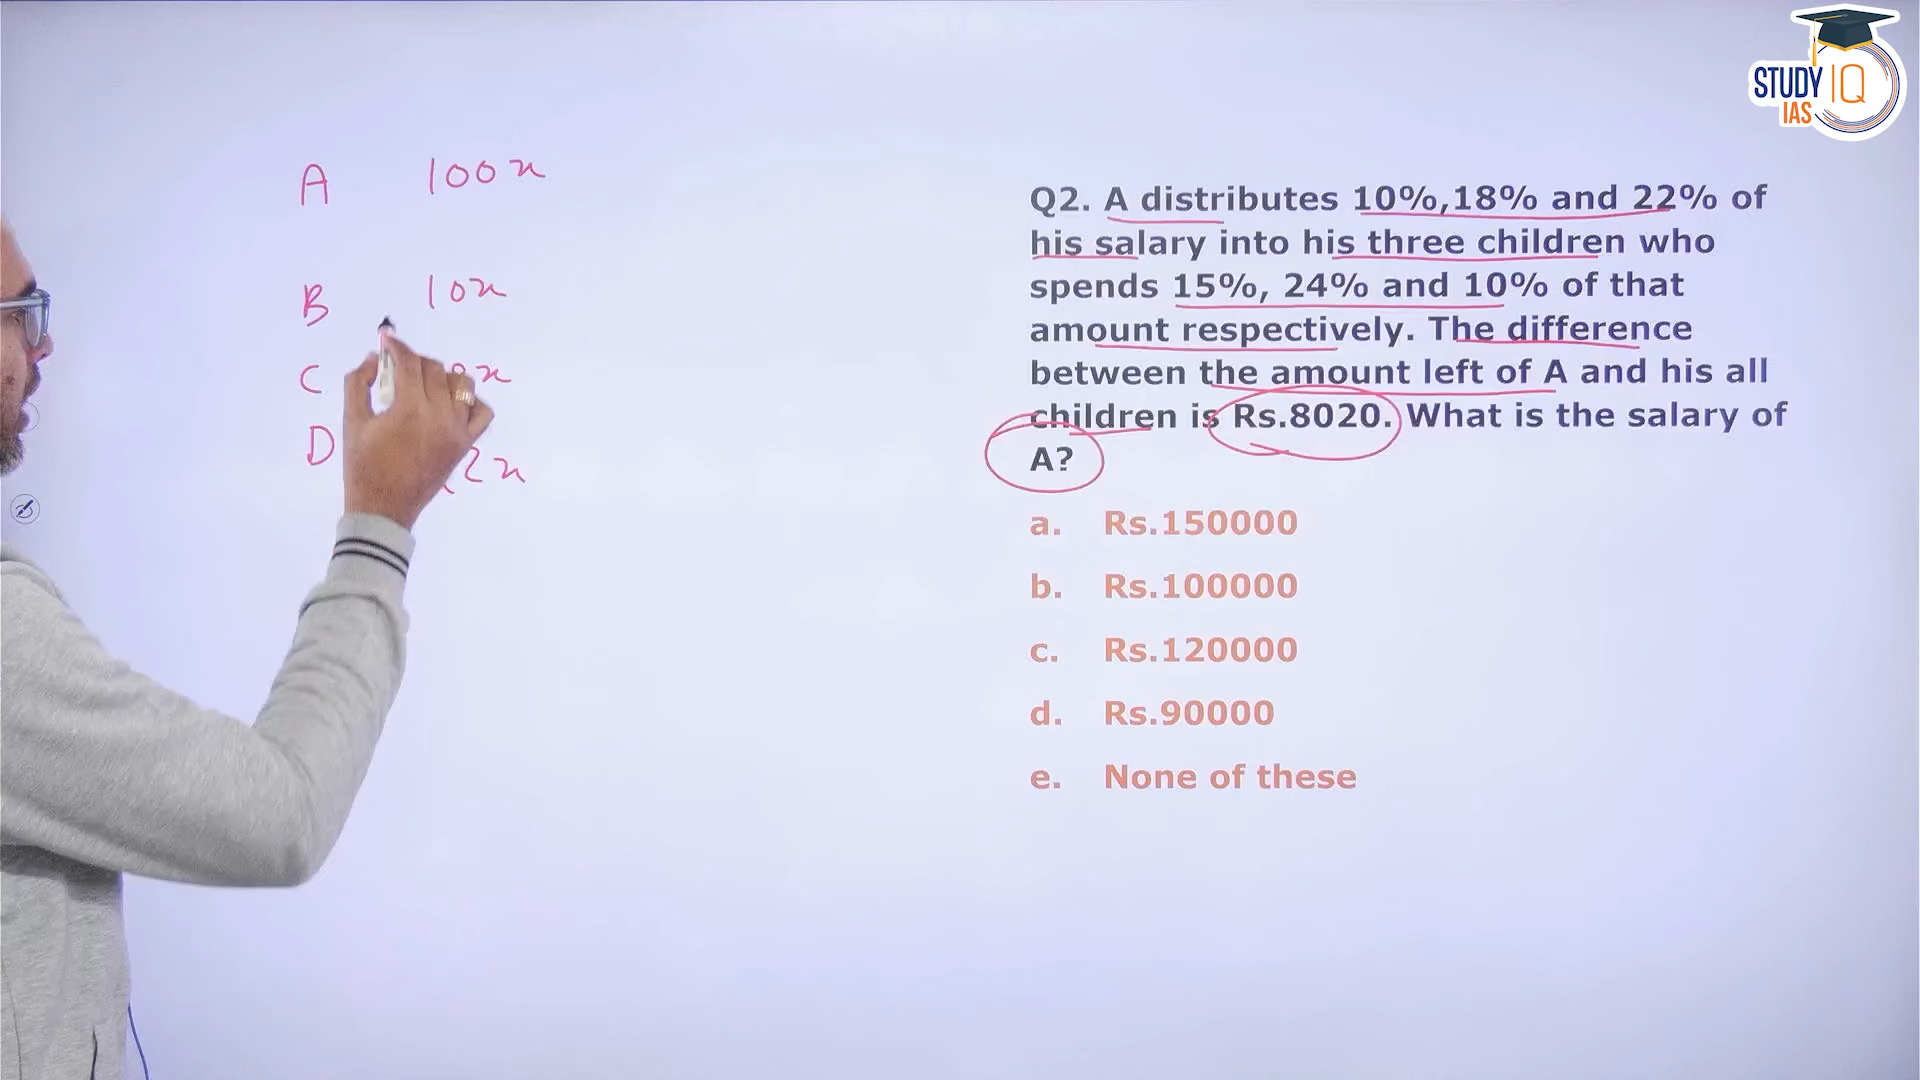 STUDY IQ
IAS
A 100x
B 10x
C
D
Q2. A distributes 10%,18% and 22% of
his salary into his three children who
spends 15%, 24% and 10% of that
amount respectively. The difference
between the amount left of A and his all
children is Rs.8020. What is the salary of
A?
a. Rs.150000
b. Rs.100000
c. Rs.120000
d. Rs.90000
e. None of these